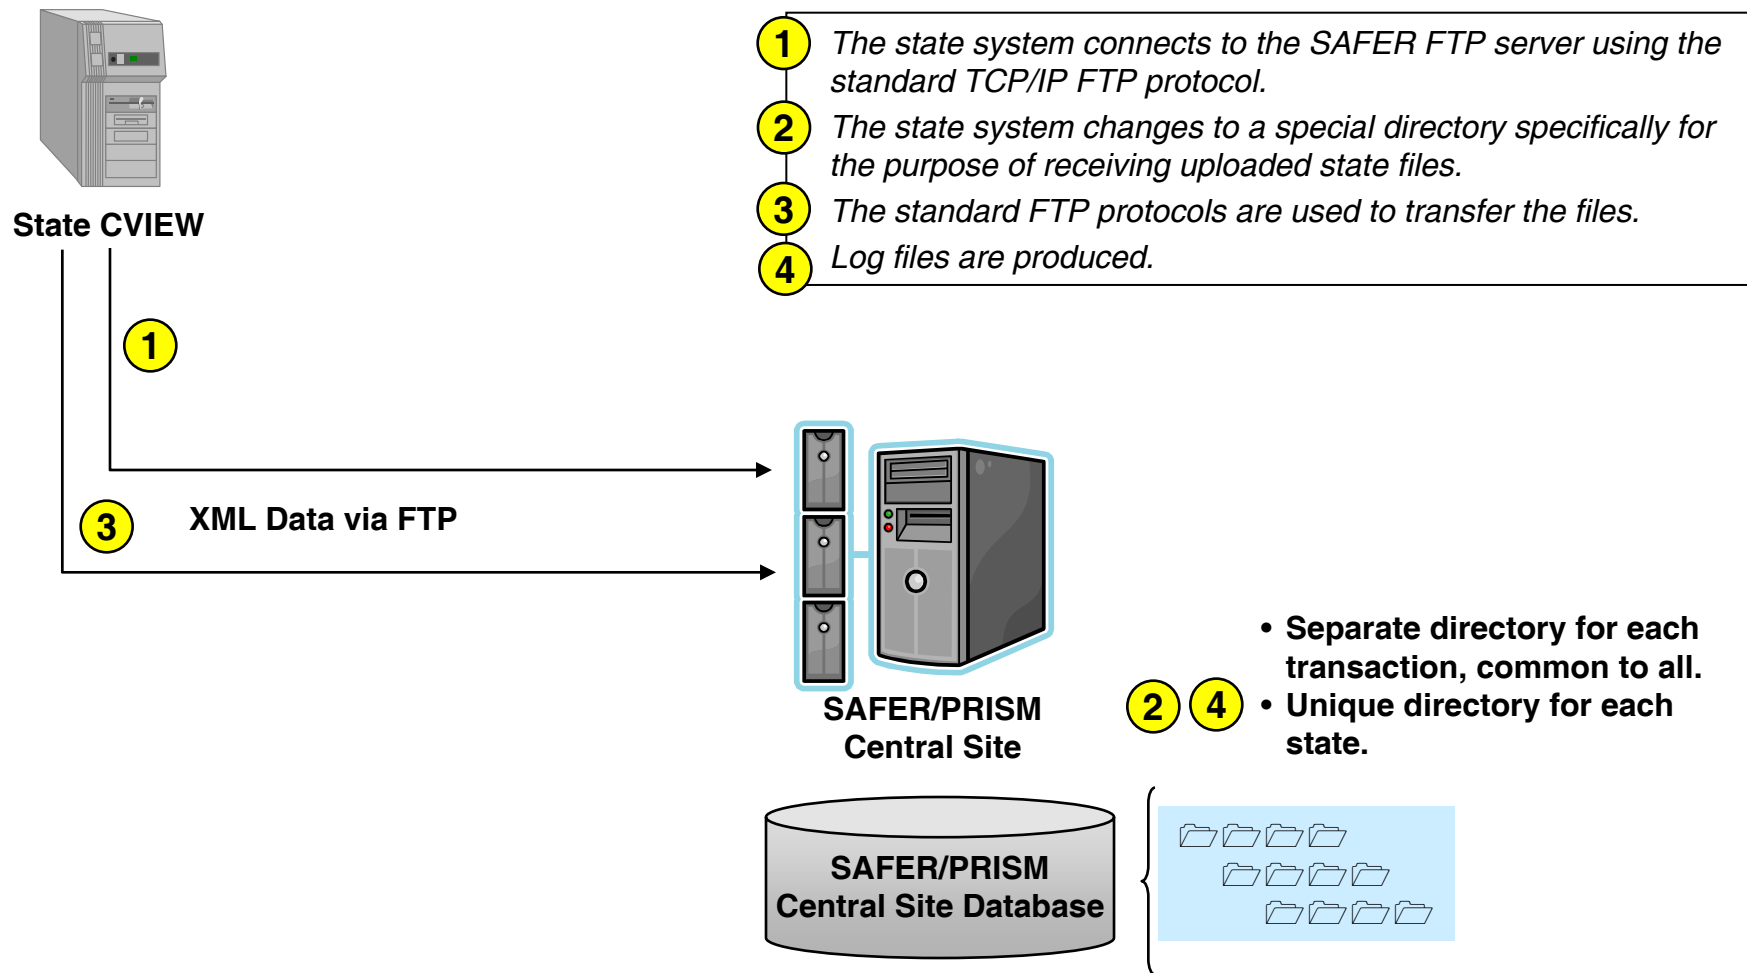 1 The state system connects to the SAFER FTP server using the
standard TCP/IP FTP protocol.
2 The state system changes to a special directory specifically for
the purpose of receiving uploaded state files.
3 The standard FTP protocols are used to transfer the files.
4 Log files are produced.
State CVIEW
1
3 XML Data via FTP
SAFER/PRISM
Central Site
2 4
• Separate directory for each
transaction, common to all.
• Unique directory for each
state.
SAFER/PRISM
Central Site Database